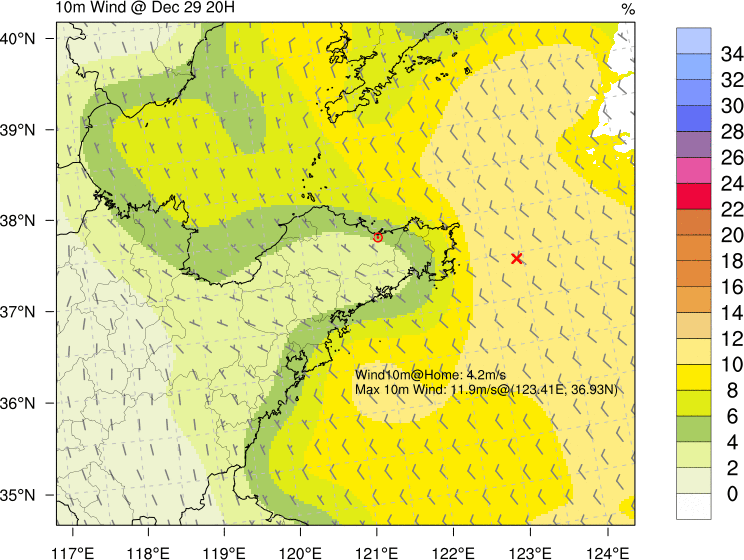 10m Wind @ Dec 29 20H
%
40°N
39°N
38°N
37°N
36°N
35°N
117°E
118°E
119°E
120°E
121°E
122°E
123°E
124°E
Wind10m@Home: 4.2m/s
Max 10m Wind: 11.9m/s@(123.41E, 36.93N)
34
32
30
28
26
24
22
20
18
16
14
12
10
8
6
4
2
0